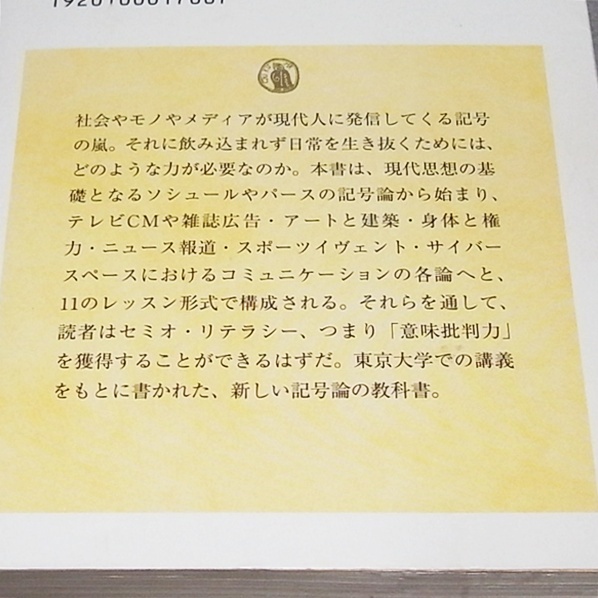 社会やモノやメディアが現代人に発信してくる記号
の嵐。それに飲み込まれず日常を生き抜くためには、
どのような力が必要なのか。本書は、現代思想の基
礎となるソシュールやパースの記号論から始まり、
テレビCMや雑誌広告・アートと建築・身体と権
力・ニュース報道・スポーツイヴェント・サイバー
スペースにおけるコミュニケーションの各論へと、
11のレッスン形式で構成される。それらを通して、
読者はセミオ・リテラシー、つまり「意味批判力」
を獲得することができるはずだ。東京大学での講義
をもとに書かれた、新しい記号論の教科書。